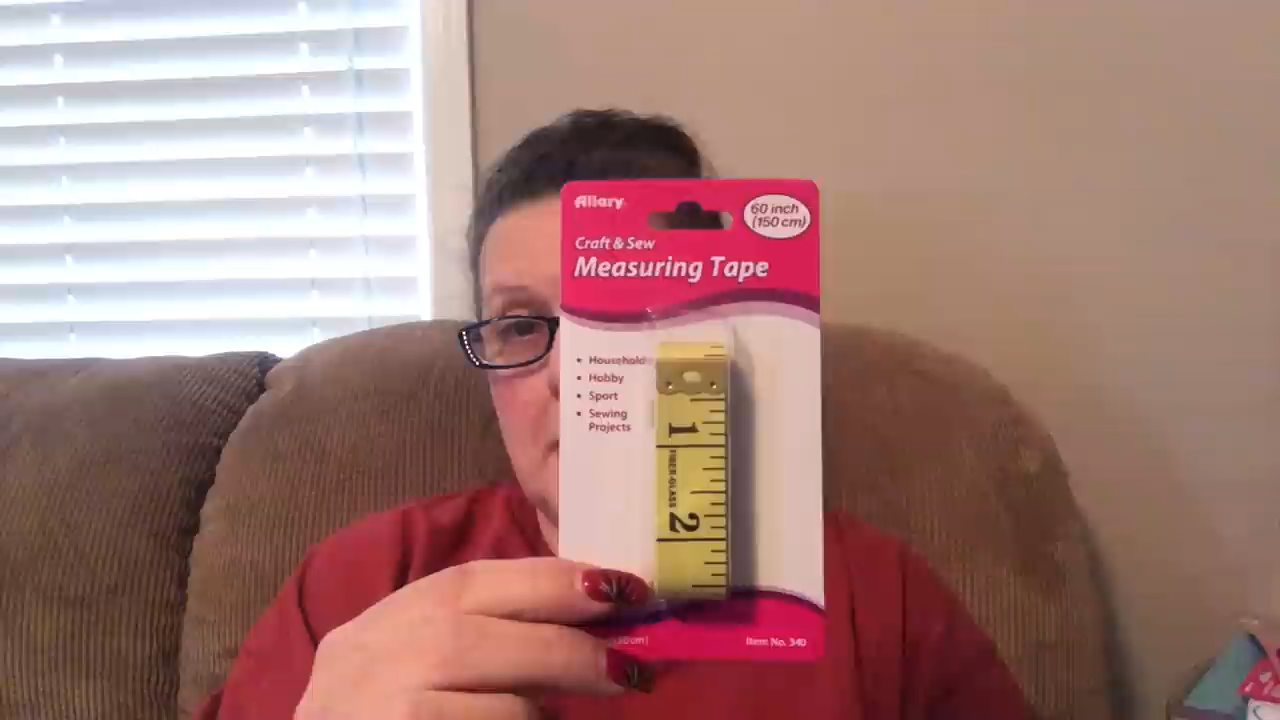 Allary
60 inch
(150 cm)
Craft & Sew
Measuring Tape
• Household
• Hobby
• Sport
• Sewing
Projects
1
FIBER-GLASS
2
Item No. 340